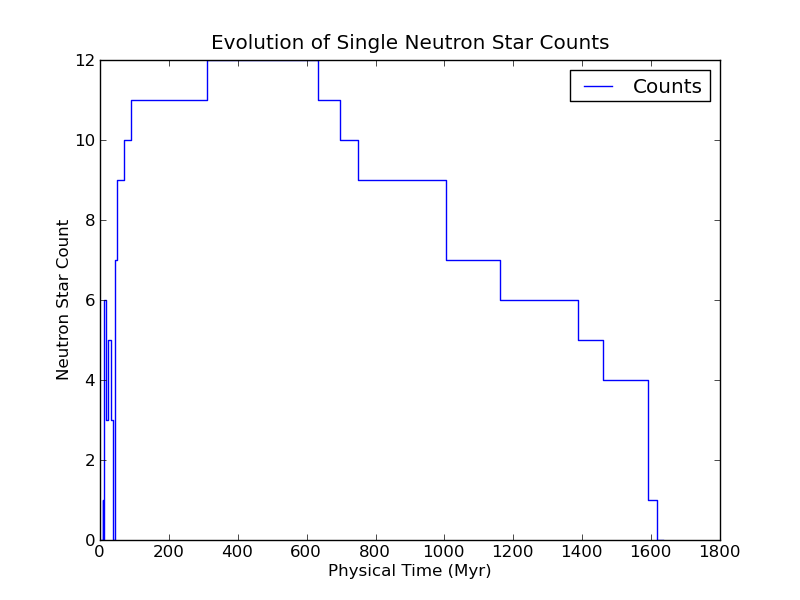 Evolution of Single Neutron Star Counts
Counts
Neutron Star Count
12
10
8
6
4
2
0
0 200 400 600 800 1000 1200 1400 1600 1800
Physical Time (Myr)